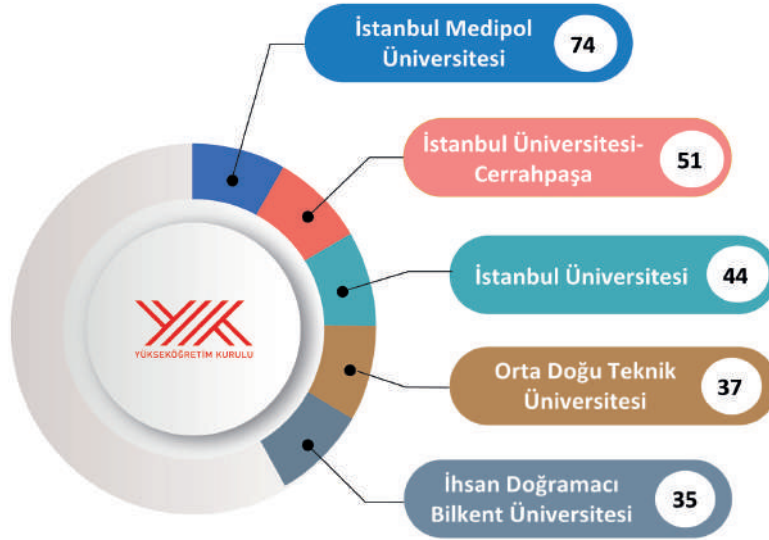 İstanbul Medipol
Üniversitesi
74
İstanbul Üniversitesi-
Cerrahpaşa
51
İstanbul Üniversitesi
44
Orta Doğu Teknik
Üniversitesi
37
İhsan Doğramacı
Bilkent Üniversitesi
35
YÜKSEKÖĞRETİM KURULU